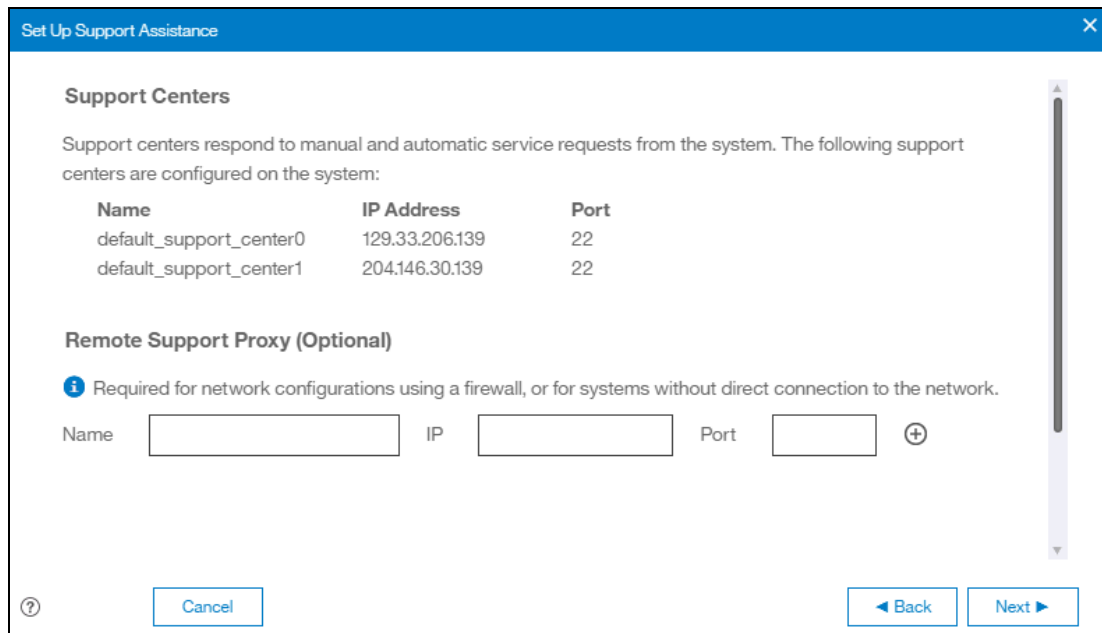 Set Up Support Assistance
Support Centers
Support centers respond to manual and automatic service requests from the system. The following support
centers are configured on the system:
Name IP Address Port
default_support_center0 129.33.206.139 22
default_support_center1 204.146.30.139 22
Remote Support Proxy (Optional)
Required for network configurations using a firewall, or for systems without direct connection to the network.
Name IP Port
Cancel Back Next